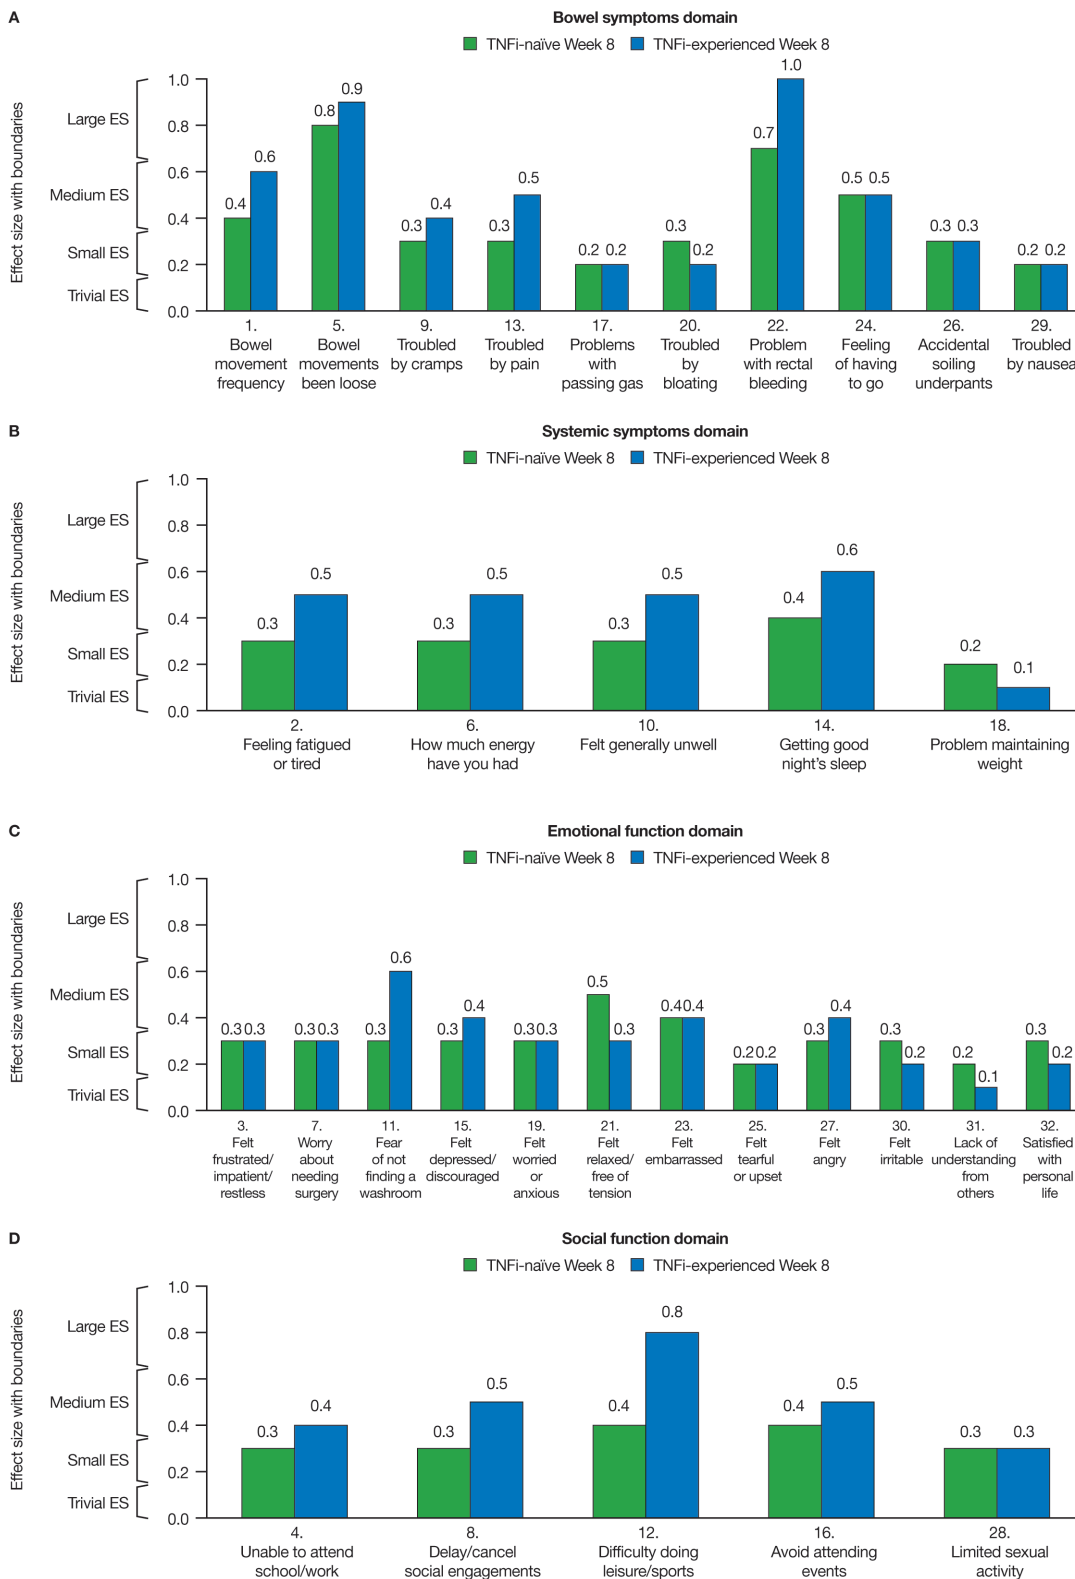 A
Bowel symptoms domain
TNFi-naïve Week 8 TNFi-experienced Week 8
Effect size with boundaries
Large ES
Medium ES
Small ES
Trivial ES
1.0
0.8
0.6
0.4
0.2
0.0
0.4 0.6 0.8 0.9 0.3 0.4 0.3 0.5 0.2 0.2 0.3 0.2 0.7 1.0 0.5 0.5 0.3 0.3 0.2 0.2
1. 5. 9. 13. 17. 20. 22. 24. 26. 29.
Bowel Bowel Troubled Troubled Problems Troubled Problem Feeling Accidental Troubled
movement movements by cramps by pain with by with rectal of having soiling by nausea
frequency been loose passing gas bloating bleeding to go underpants
B
Systemic symptoms domain
TNFi-naïve Week 8 TNFi-experienced Week 8
Effect size with boundaries
Large ES
Medium ES
Small ES
Trivial ES
1.0
0.8
0.6
0.4
0.2
0.0
0.3 0.5 0.3 0.5 0.3 0.5 0.4 0.6 0.2 0.1
2. 6. 10. 14. 18.
Feeling fatigued How much energy Felt generally unwell Getting good Problem maintaining
or tired have you had night's sleep weight
C
Emotional function domain
TNFi-naïve Week 8 TNFi-experienced Week 8
Effect size with boundaries
Large ES
Medium ES
Small ES
Trivial ES
1.0
0.8
0.6
0.4
0.2
0.0
0.3 0.3 0.3 0.3 0.3 0.6 0.3 0.4 0.3 0.3 0.5 0.3 0.4 0.4 0.2 0.2 0.3 0.4 0.3 0.2 0.2 0.1 0.3 0.2
3. 7. 11. 15. 19. 21. 23. 25. 27. 30. 31. 32.
Felt Worry Fear Felt Felt Felt Felt Felt Felt Felt Lack of Satisfied
frustrated/ about of not depressed/ worried relaxed/ embarrassed tearful angry irritable understanding with
impatient/ needing finding a discouraged or free of or upset from personal
restless surgery washroom anxious tension others life
D
Social function domain
TNFi-naïve Week 8 TNFi-experienced Week 8
Effect size with boundaries
Large ES
Medium ES
Small ES
Trivial ES
1.0
0.8
0.6
0.4
0.2
0.0
0.3 0.4 0.3 0.5 0.4 0.8 0.4 0.5 0.3 0.3
4. 8. 12. 16. 28.
Unable to attend Delay/cancel Difficulty doing Avoid attending Limited sexual
school/work social engagements leisure/sports events activity